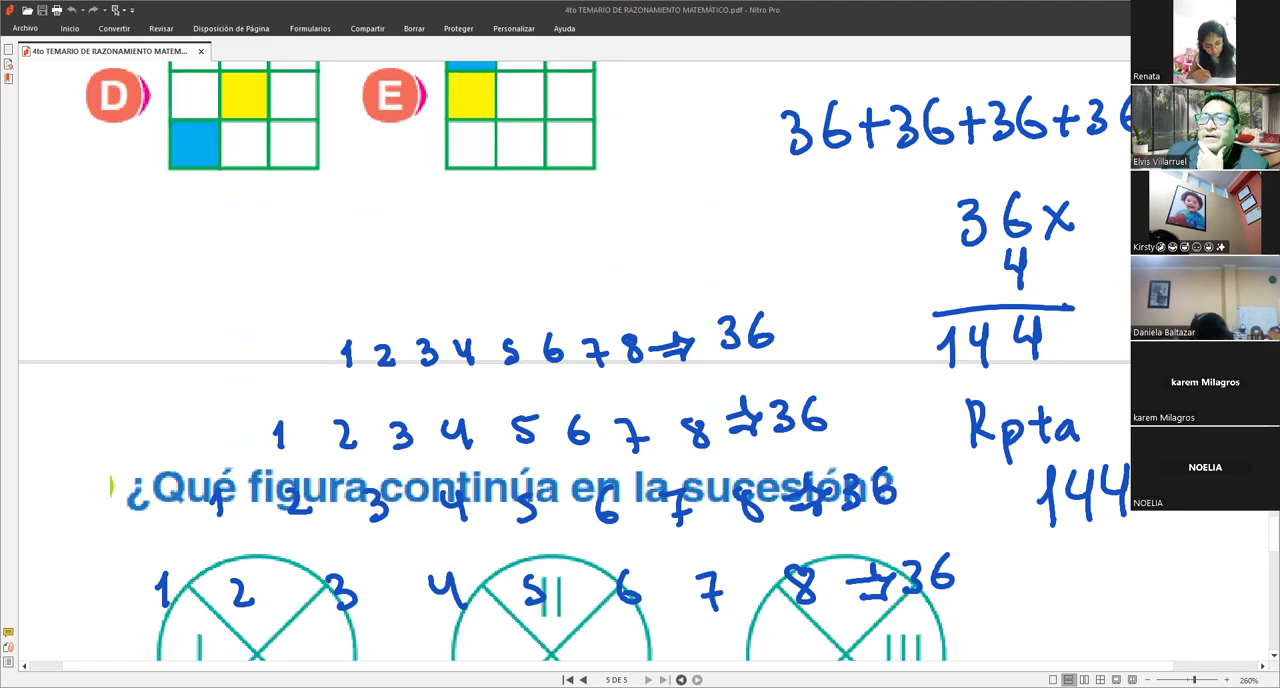 4to TEMARIO DE RAZONAMIENTO MATEMÁTICO.pdf - Nitro Pro
Archivo Inicio Convertir Revisar Disposición de Página Formularios Compartir Borrar Proteger Personalizar Ayuda
4to TEMARIO DE RAZONAMIENTO MATEM... ×
D E
36+36+36+36
36×
4
144
1 2 3 4 5 6 7 8 → 36
1 2 3 4 5 6 7 8 → 36
Rpta
144
¿Qué figura continúa en la sucesión?
1 2 3 4 5 6 7 8 → 36
1 2 3 4 5 6 7 8 → 36
| || |||
Renata
Elvis Villarruel
Kirsty
Daniela Baltazar
karem Milagros
karem Milagros
NOELIA
NOELIA
5 DE 5
260%